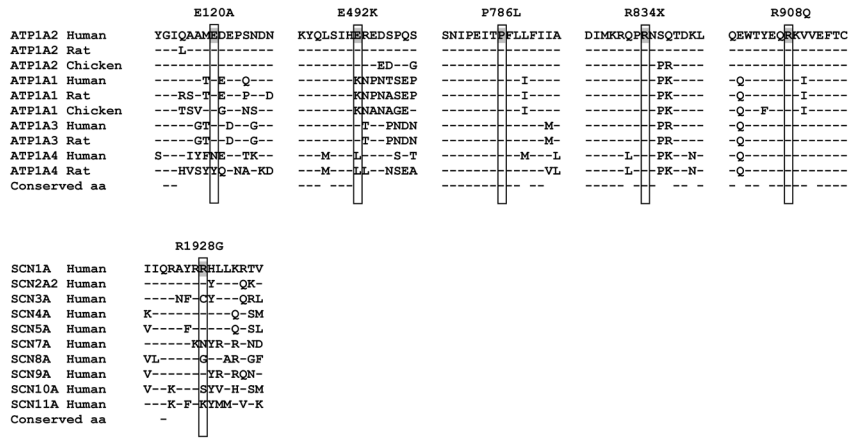 E120A E492K P786L R834X R908Q
ATP1A2 Human YGIQAAMEDEPSNDN KYQLSIHEREDSPQS SNIPEITPFLLFIIA DIMKRQPRNSQTDKL QEWTYEQRKVVEFTC
ATP1A2 Rat ---L----------- --------------- --------------- --------------- ---------------
ATP1A2 Chicken --------------- ----------ED--G --------------- ---------PR---- ---------------
ATP1A1 Human ------T-E--Q--- -------KNPNTSEP ----------I---- ---------PK---- -Q-------I-----
ATP1A1 Rat ---RS-T-E--P--D -------KNPNTSEP ----------I---- ---------PK---- -Q-------I-----
ATP1A1 Chicken ---TSV--G--NS-- -------KNANAGE- ----------I---- ---------PK---- -Q--F----I-----
ATP1A3 Human -----GT--D--G-- --------T--PNDN -------------M- ---------PK---- ---------------
ATP1A3 Rat -----GT--D--G-- --------T--PNDN -------------M- ---------PK---- ---------------
ATP1A4 Human S---IYFNE--TK-- ---M---L----S-T ----------M---L -----L---PK--N- ---------------
ATP1A4 Rat ---HVSYYQ-NA-KD ---M---LL--NSEA -------------VL -----L---PK--N- -Q-------------
Conserved aa -- --- --- - ---------- -- ----- --- --- -- - -- ---- ----
R1928G
SCN1A Human IIQRAYRRHLLKRTV
SCN2A2 Human --------Y---QK-
SCN3A Human ----NF-CY---QRL
SCN4A Human K----------Q-SM
SCN5A Human V----F------QSL
SCN7A Human ------KNYR-R-ND
SCN8A Human VL-----G--AR-GF
SCN9A Human V-------YR-RQN-
SCN10A Human V--K---SYV-H-SM
SCN11A Human ---K-F-KYMM-V-K
Conserved aa -